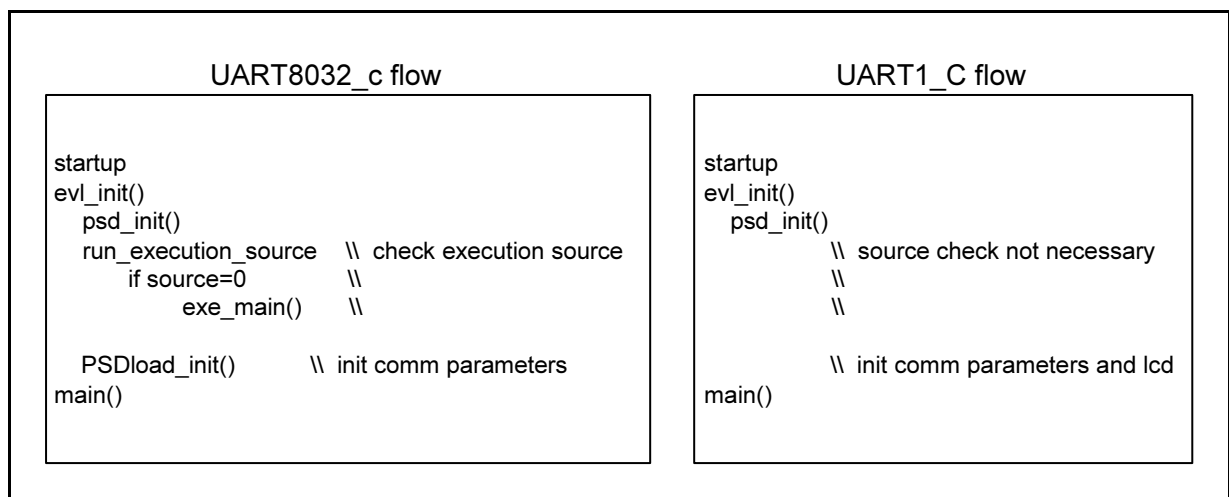 UART8032_c flow
startup
evl_init()
psd_init()
run_execution_source \\ check execution source
if source=0 \\
exe_main() \\
PSDload_init() \\ init comm parameters
main()
UART1_C flow
startup
evl_init()
psd_init()
\\ source check not necessary
\\
\\
\\ init comm parameters and lcd
main()